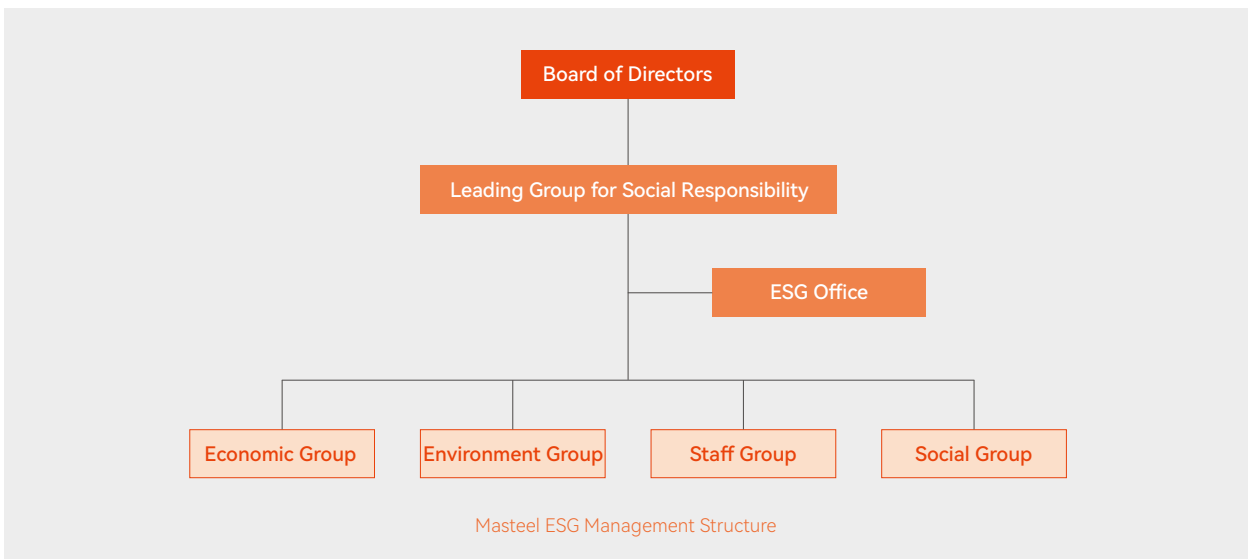 Board of Directors
Leading Group for Social Responsibility
ESG Office
Economic Group
Environment Group
Staff Group
Social Group
Masteel ESG Management Structure